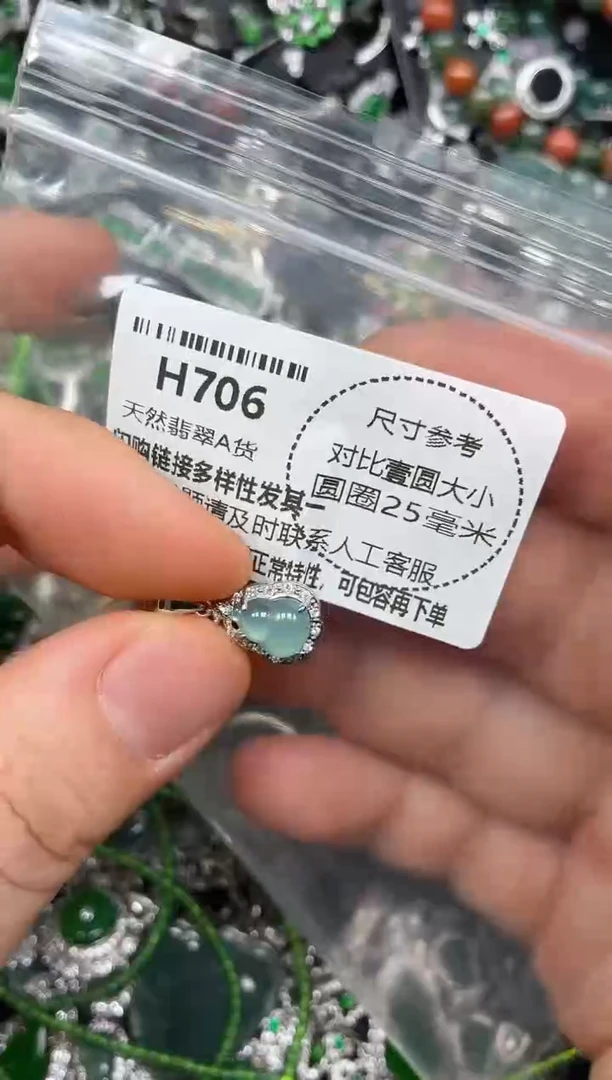 H706
天然翡翠A货
购链接多样性发其一
请及时联系人工客服
正常特性, 可包容再下单
尺寸参考
对比壹圆大小
圆圈25毫米